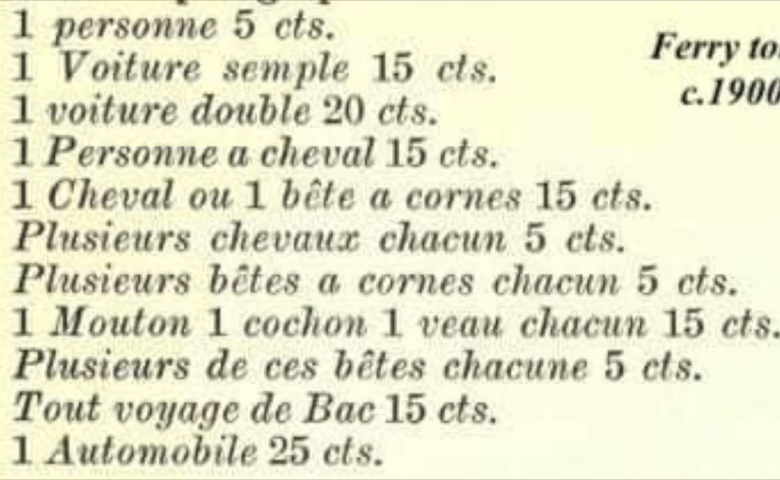 1 personne 5 cts.
1 Voiture semple 15 cts.
1 voiture double 20 cts.
1 Personne a cheval 15 cts.
1 Cheval ou 1 bête a cornes 15 cts.
Plusieurs chevaux chacun 5 cts.
Plusieurs bêtes a cornes chacun 5 cts.
1 Mouton 1 cochon 1 veau chacun 15 cts.
Plusieurs de ces bêtes chacune 5 cts.
Tout voyage de Bac 15 cts.
1 Automobile 25 cts.
Ferry
c.1900